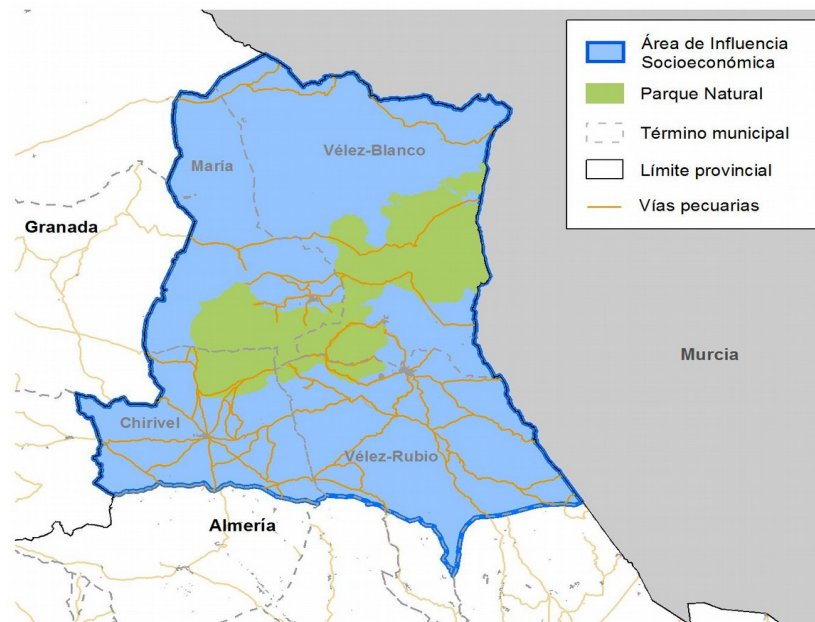 Área de Influencia
Socioeconómica
Parque Natural
Término municipal
Límite provincial
Vías pecuarias
Vélez-Blanco
María
Granada
Murcia
Chirivel
Vélez-Rubio
Almería